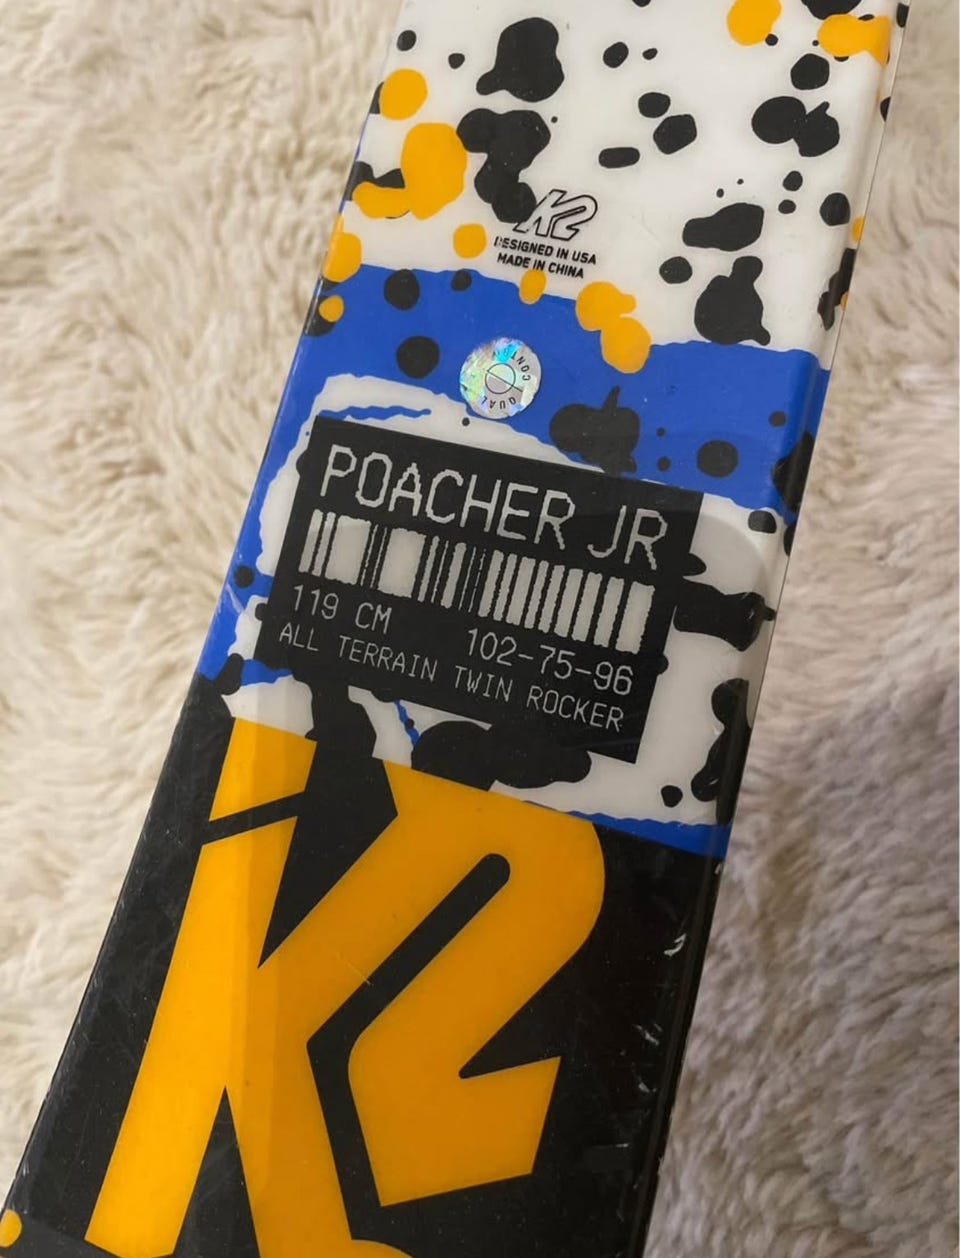 K2
DESIGNED IN USA
MADE IN CHINA
POACHER JR
119 CM
102-75-96
ALL TERRAIN TWIN ROCKER
K2